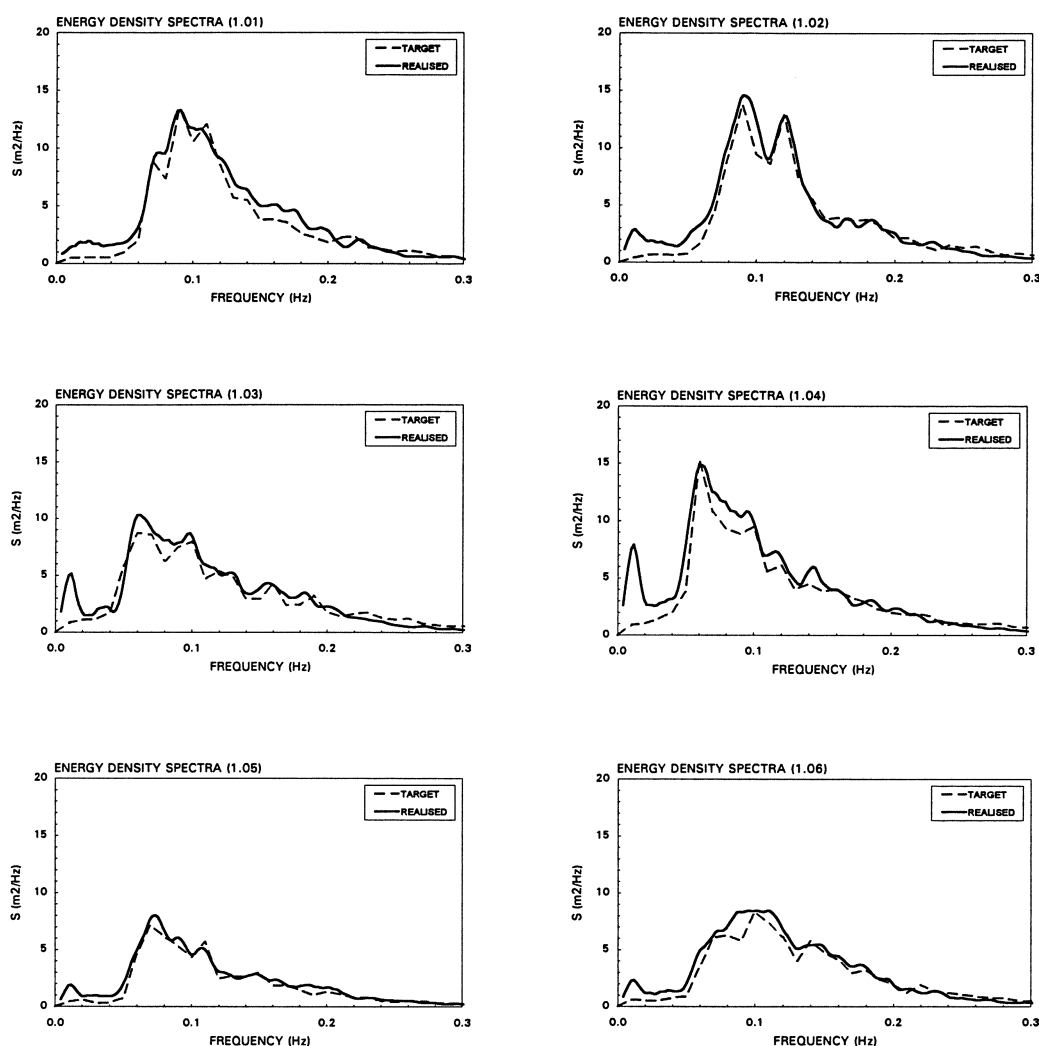 ENERGY DENSITY SPECTRA (1.01)
20
15
10
5
0
S (m2/Hz)
TARGET
REALISED
0.0 0.1 0.2 0.3
FREQUENCY (Hz)
ENERGY DENSITY SPECTRA (1.02)
20
15
10
5
0
S (m2/Hz)
TARGET
REALISED
0.0 0.1 0.2 0.3
FREQUENCY (Hz)
ENERGY DENSITY SPECTRA (1.03)
20
15
10
5
0
S (m2/Hz)
TARGET
REALISED
0.0 0.1 0.2 0.3
FREQUENCY (Hz)
ENERGY DENSITY SPECTRA (1.04)
20
15
10
5
0
S (m2/Hz)
TARGET
REALISED
0.0 0.1 0.2 0.3
FREQUENCY (Hz)
ENERGY DENSITY SPECTRA (1.05)
20
15
10
5
0
S (m2/Hz)
TARGET
REALISED
0.0 0.1 0.2 0.3
FREQUENCY (Hz)
ENERGY DENSITY SPECTRA (1.06)
20
15
10
5
0
S (m2/Hz)
TARGET
REALISED
0.0 0.1 0.2 0.3
FREQUENCY (Hz)